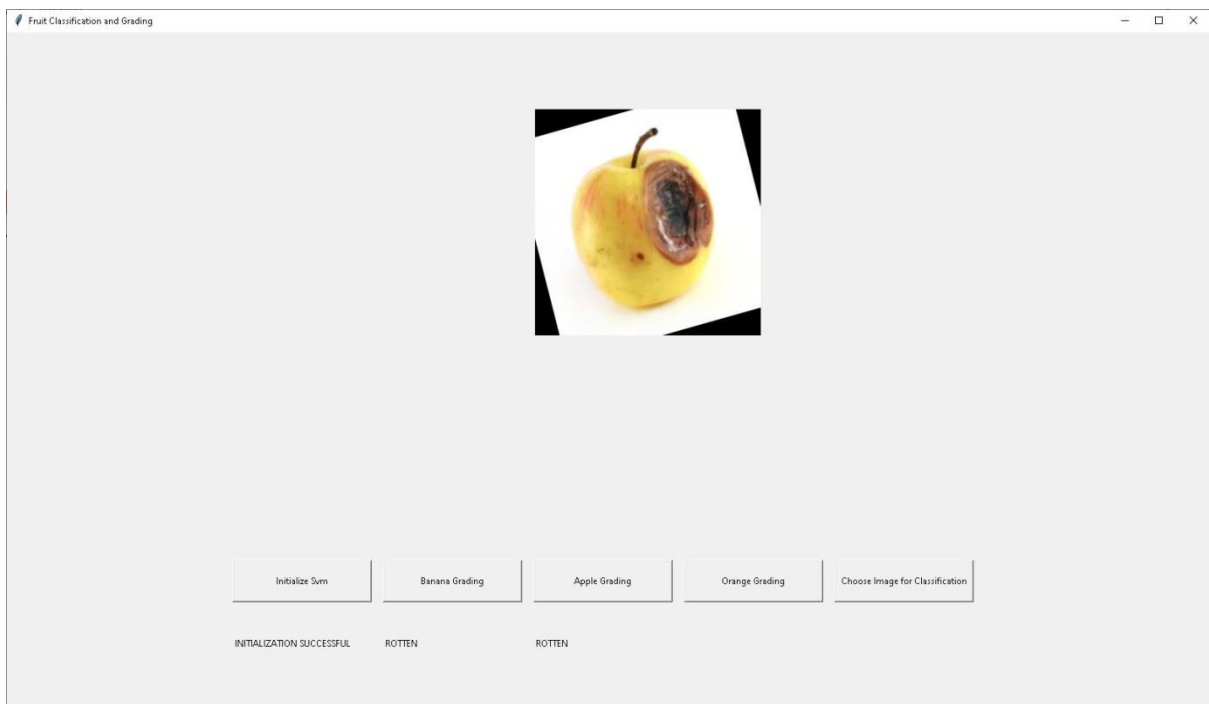 Fruit Classification and Grading
Initialize Svm
Banana Grading
Apple Grading
Orange Grading
Choose Image for Classification
INITIALIZATION SUCCESSFUL
ROTTEN
ROTTEN